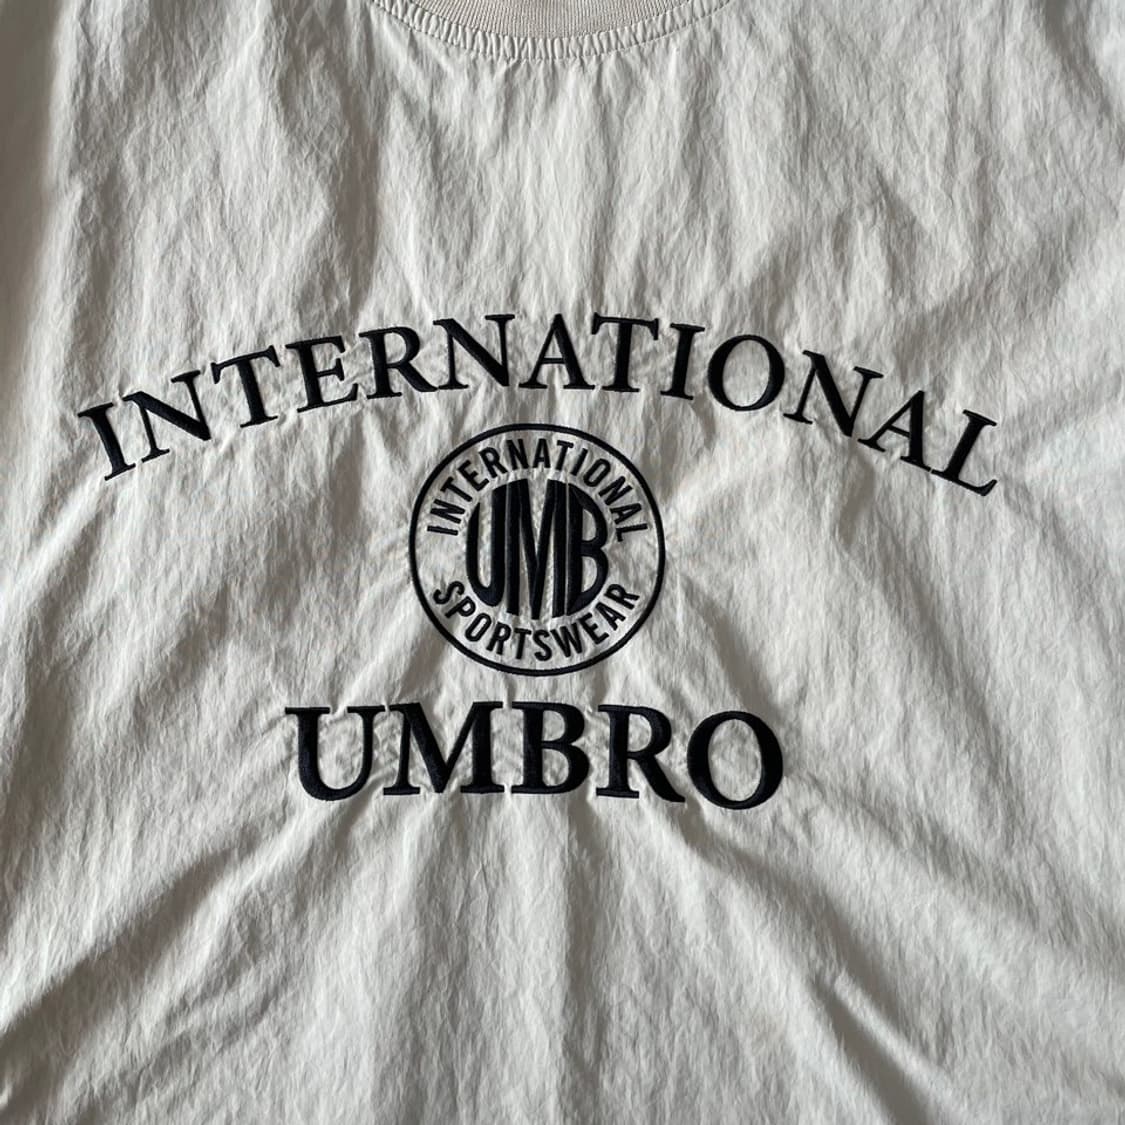 INTERNATIONAL
INTERNATIONAL
UMB
SPORTSWEAR
UMBRO